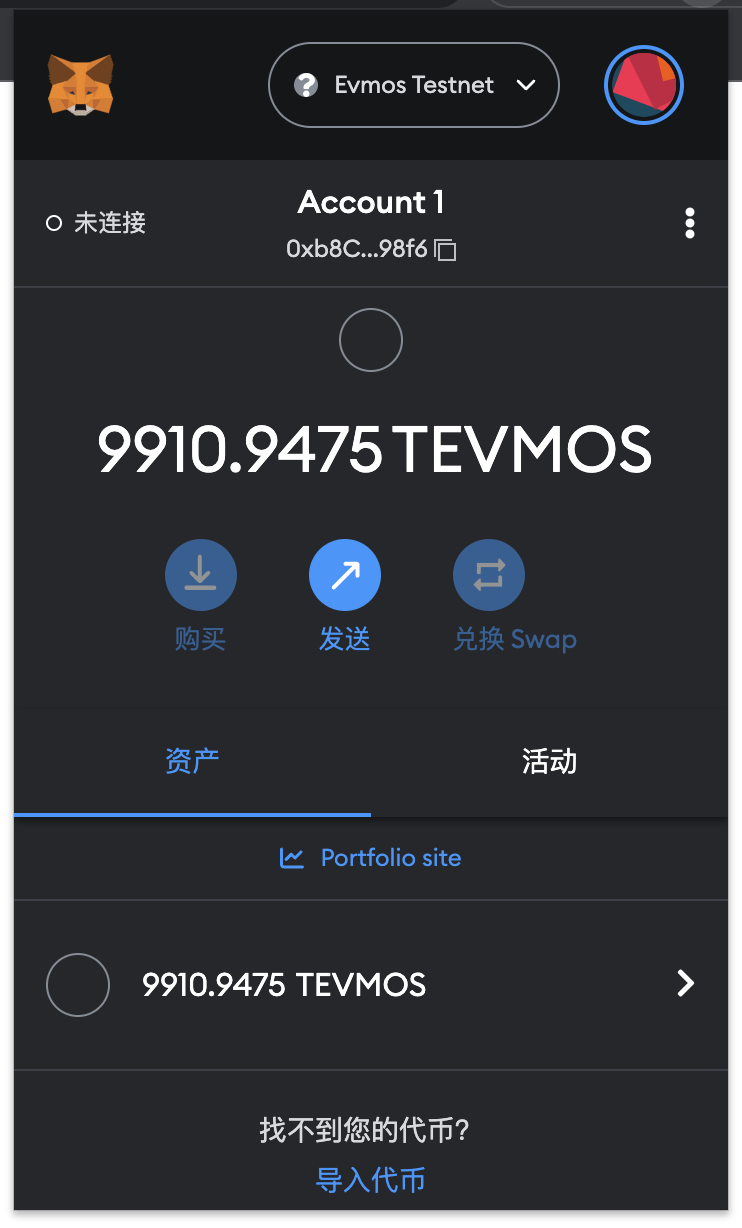 Evmos Testnet
未连接
Account 1
0xb8C...98f6
9910.9475 TEVMOS
购买
发送
兑换 Swap
资产
活动
Portfolio site
9910.9475 TEVMOS
找不到您的代币?
导入代币